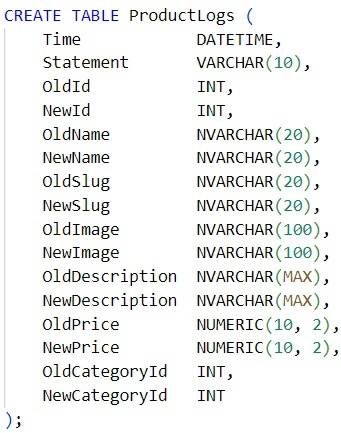 CREATE TABLE ProductLogs (
    Time            DATETIME,
    Statement       VARCHAR(10),
    OldId           INT,
    NewId           INT,
    OldName         NVARCHAR(20),
    NewName         NVARCHAR(20),
    OldSlug         NVARCHAR(20),
    NewSlug         NVARCHAR(20),
    OldImage        NVARCHAR(100),
    NewImage        NVARCHAR(100),
    OldDescription  NVARCHAR(MAX),
    NewDescription  NVARCHAR(MAX),
    OldPrice        NUMERIC(10, 2),
    NewPrice        NUMERIC(10, 2),
    OldCategoryId   INT,
    NewCategoryId   INT
);